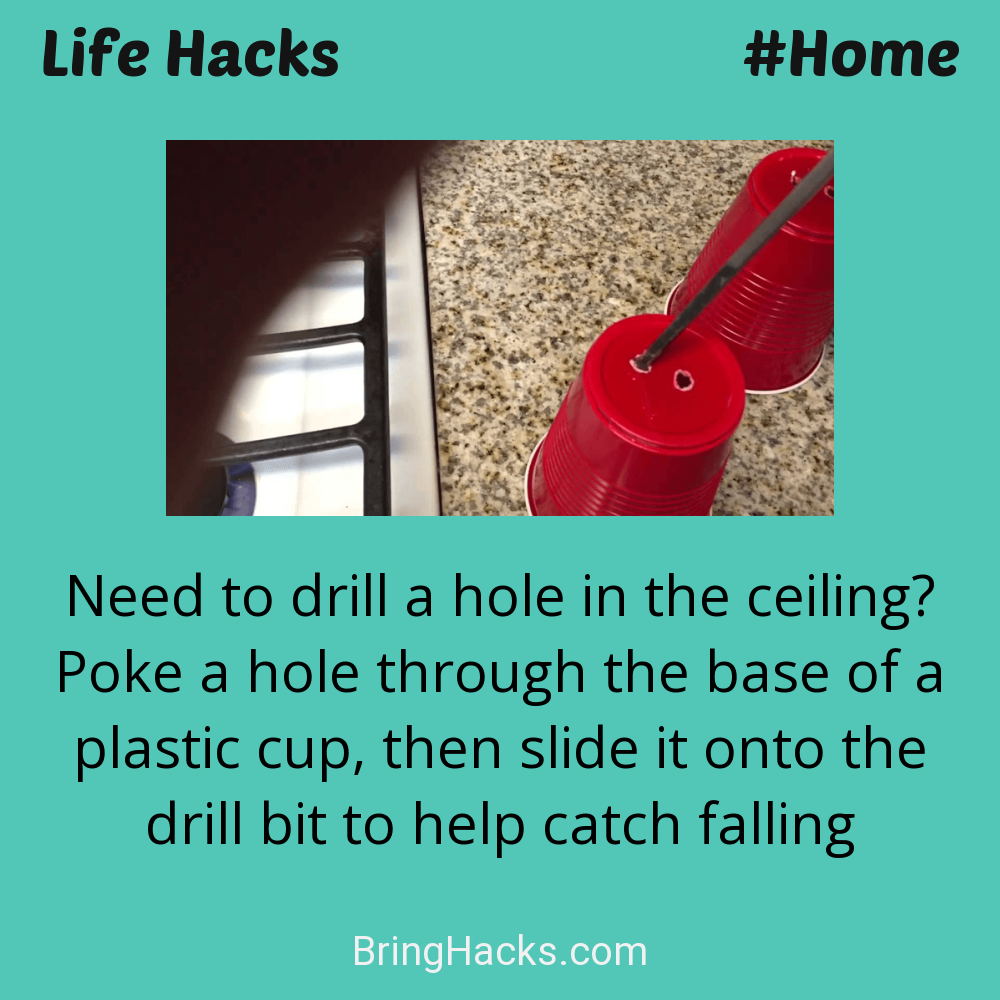 Life Hacks
#Home
Need to drill a hole in the ceiling?
Poke a hole through the base of a
plastic cup, then slide it onto the
drill bit to help catch falling
BringHacks.com